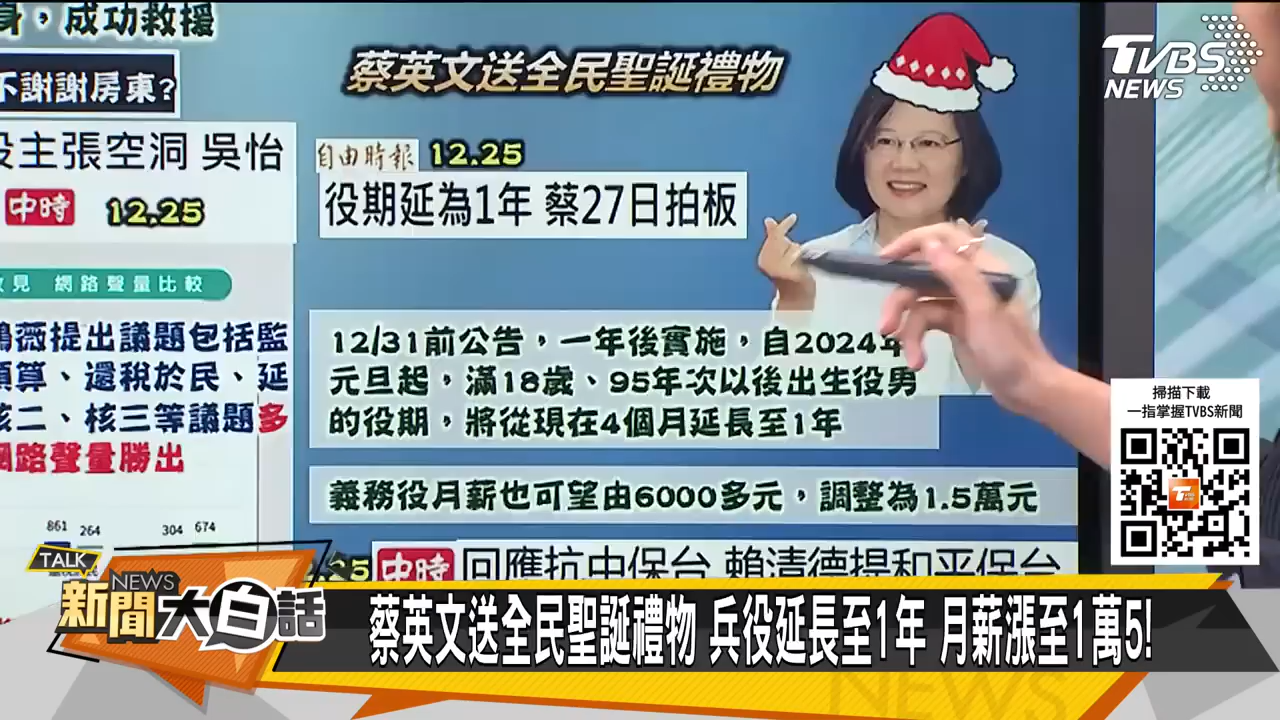 身，成功救援
不謝謝房東?
主張空洞 吳怡
中時 12.25
見 網路聲量比較
薇提出議題包括監
算、還稅於民、延
核二、核三等議題多
網路聲量勝出
861 264 304 674
蔡英文送全民聖誕禮物
自由時報 12.25
役期延為1年 蔡27日拍板
12/31前公告，一年後實施，自2024年
元旦起，滿18歲、95年次以後出生役男
的役期，將從現在4個月延長至1年
義務役月薪也可望由6000多元，調整為1.5萬元
.25 中時 回應抗中保台 賴清德提和平保台
TVBS
NEWS
掃描下載
一指掌握TVBS新聞
TALK
NEWS
新聞大白話
蔡英文送全民聖誕禮物 兵役延長至1年 月薪漲至1萬5!
NEWS